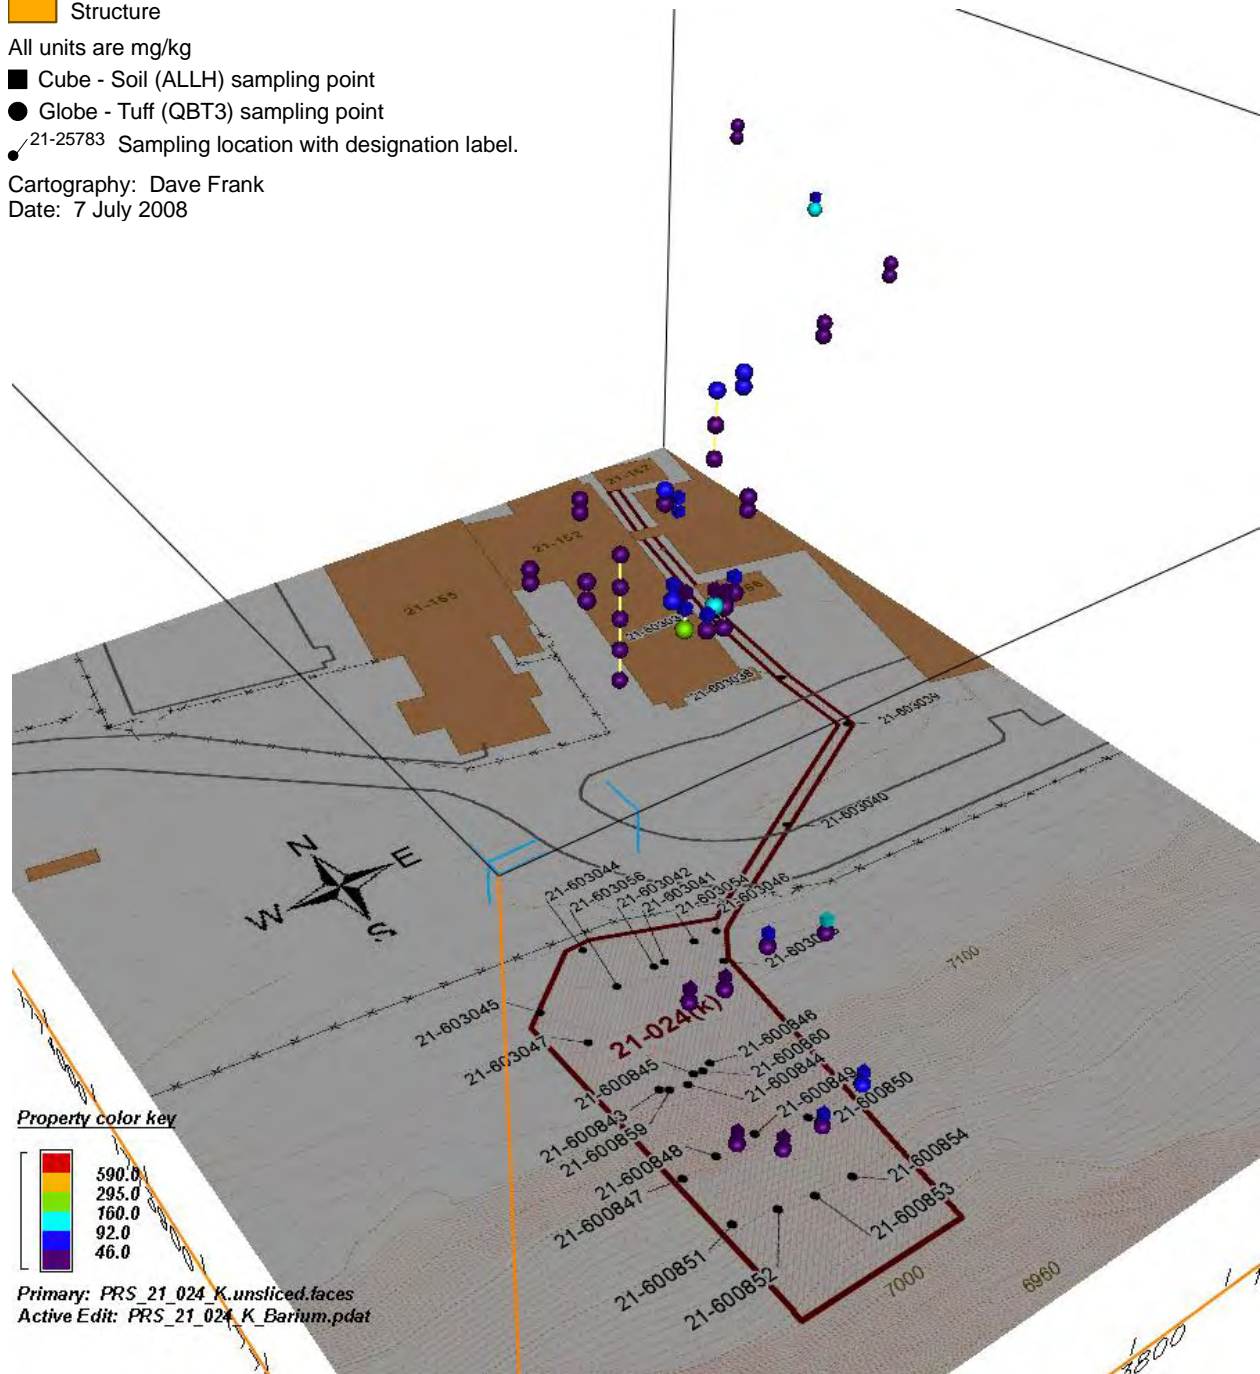 Structure
All units are mg/kg
Cube - Soil (ALLH) sampling point
Globe - Tuff (QBT3) sampling point
21-25783 Sampling location with designation label.
Cartography: Dave Frank
Date: 7 July 2008
21-167
21-152
21-155
21-603038
21-603039
21-603040
N
E
W
S
21-603044
21-603056
21-603042
21-603041
21-603054
21-603046
7100
21-603045
21-024(k)
21-603047
21-600846
21-600860
21-600845
21-600844
21-600849
21-600850
21-600843
21-600859
21-600848
21-600854
21-600847
21-600853
21-600851
21-600852
7000
6960
3800
Property color key
590.0
295.0
160.0
92.0
46.0
Primary: PRS_21_024_K.unsliced.faces
Active Edit: PRS_21_024_K_Barium.pdat